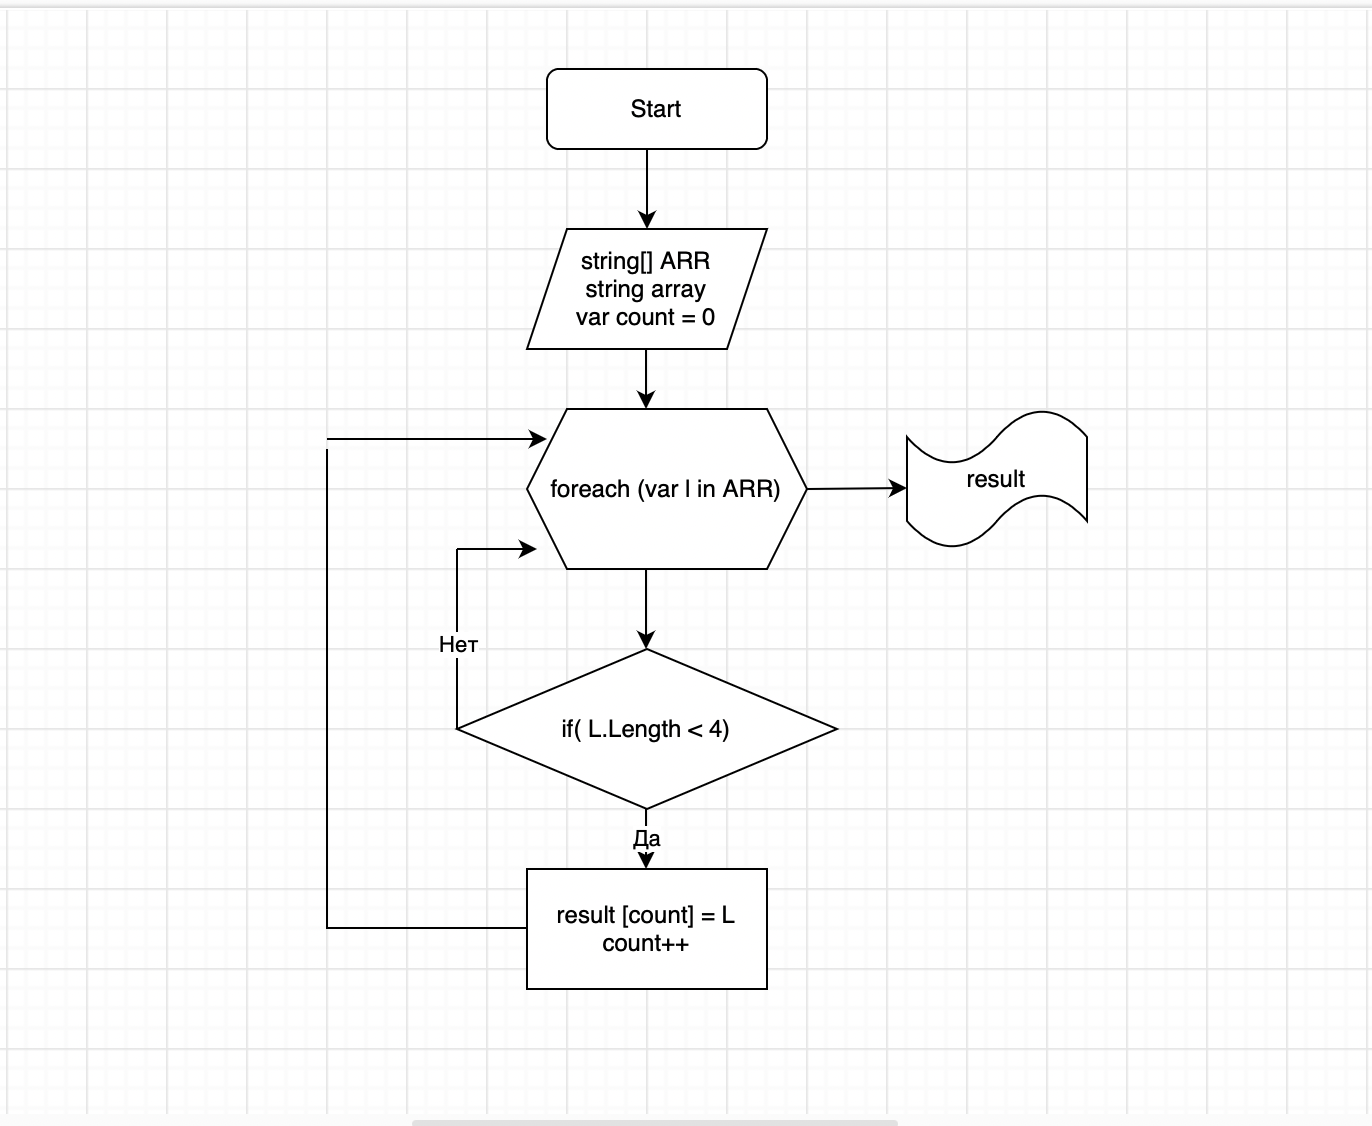 Start
string[] ARR
string array
var count = 0
foreach (var l in ARR)
result
Нет
if( L.Length < 4)
Да
result [count] = L
count++